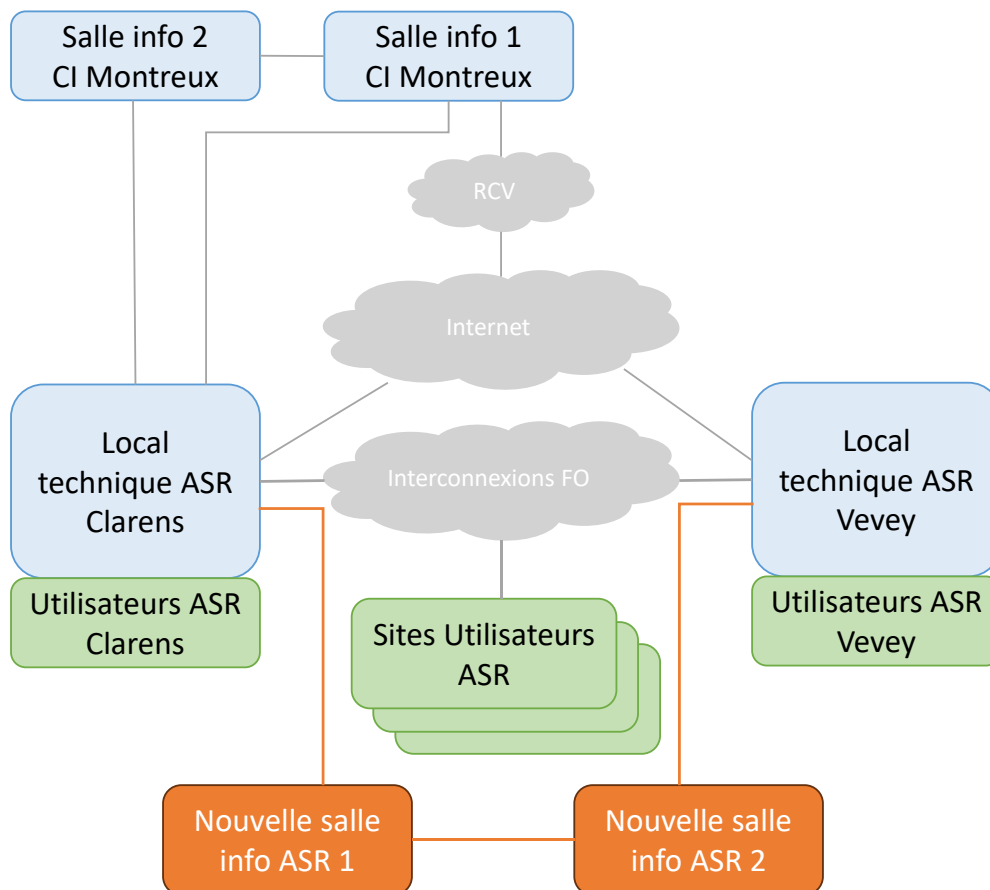 Salle info 2
CI Montreux
Salle info 1
CI Montreux
RCV
Internet
Local
technique ASR
Clarens
Interconnexions FO
Local
technique ASR
Vevey
Utilisateurs ASR
Clarens
Sites Utilisateurs
ASR
Utilisateurs ASR
Vevey
Nouvelle salle
info ASR 1
Nouvelle salle
info ASR 2